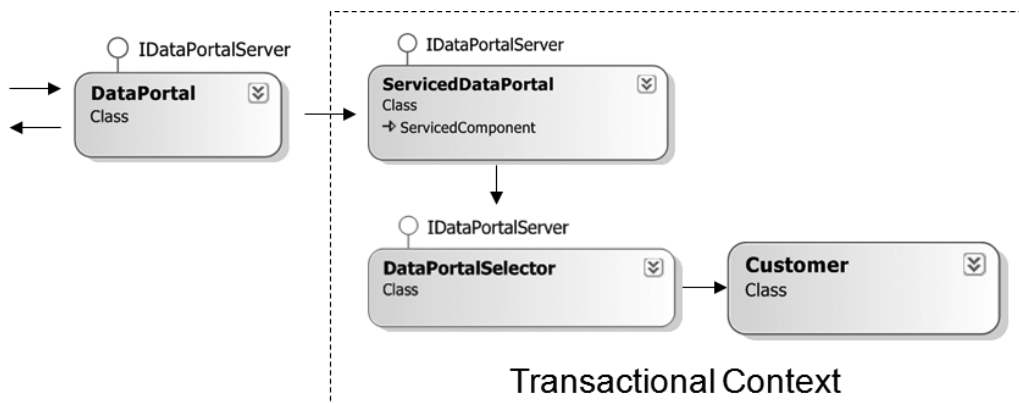 IDataPortalServer
DataPortal
Class
IDataPortalServer
ServicedDataPortal
Class
ServicedComponent
IDataPortalServer
DataPortalSelector
Class
Customer
Class
Transactional Context